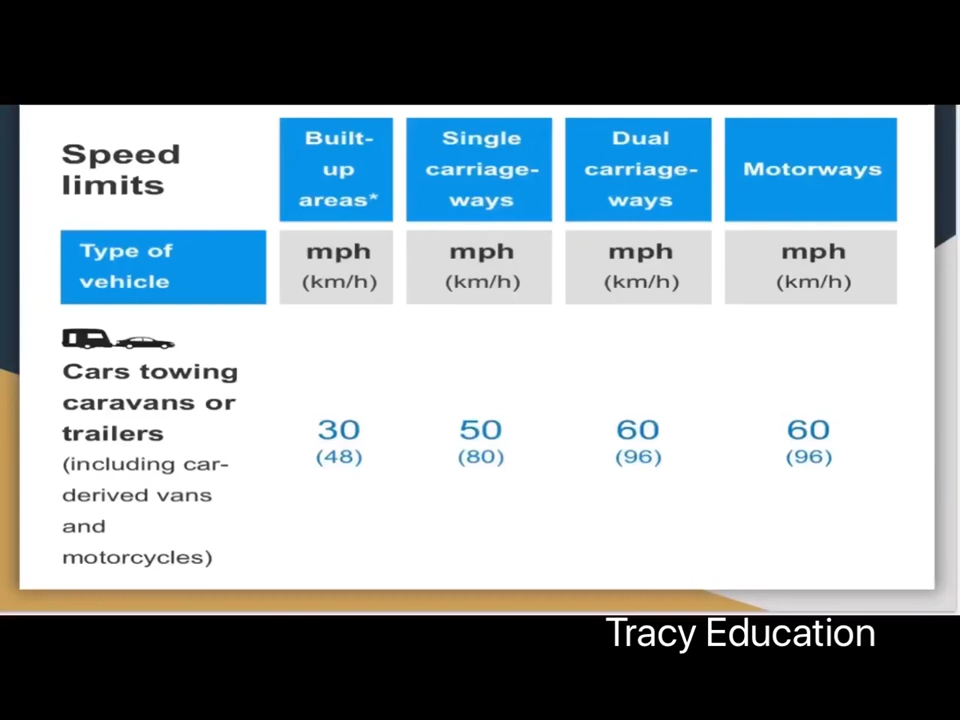 Speed
limits
Built-
up
areas*
Single
carriage-
ways
Dual
carriage-
ways
Motorways
Type of
vehicle
mph
(km/h)
mph
(km/h)
mph
(km/h)
mph
(km/h)
Cars towing
caravans or
trailers
(including car-
derived vans
and
motorcycles)
30
(48)
50
(80)
60
(96)
60
(96)
Tracy Education